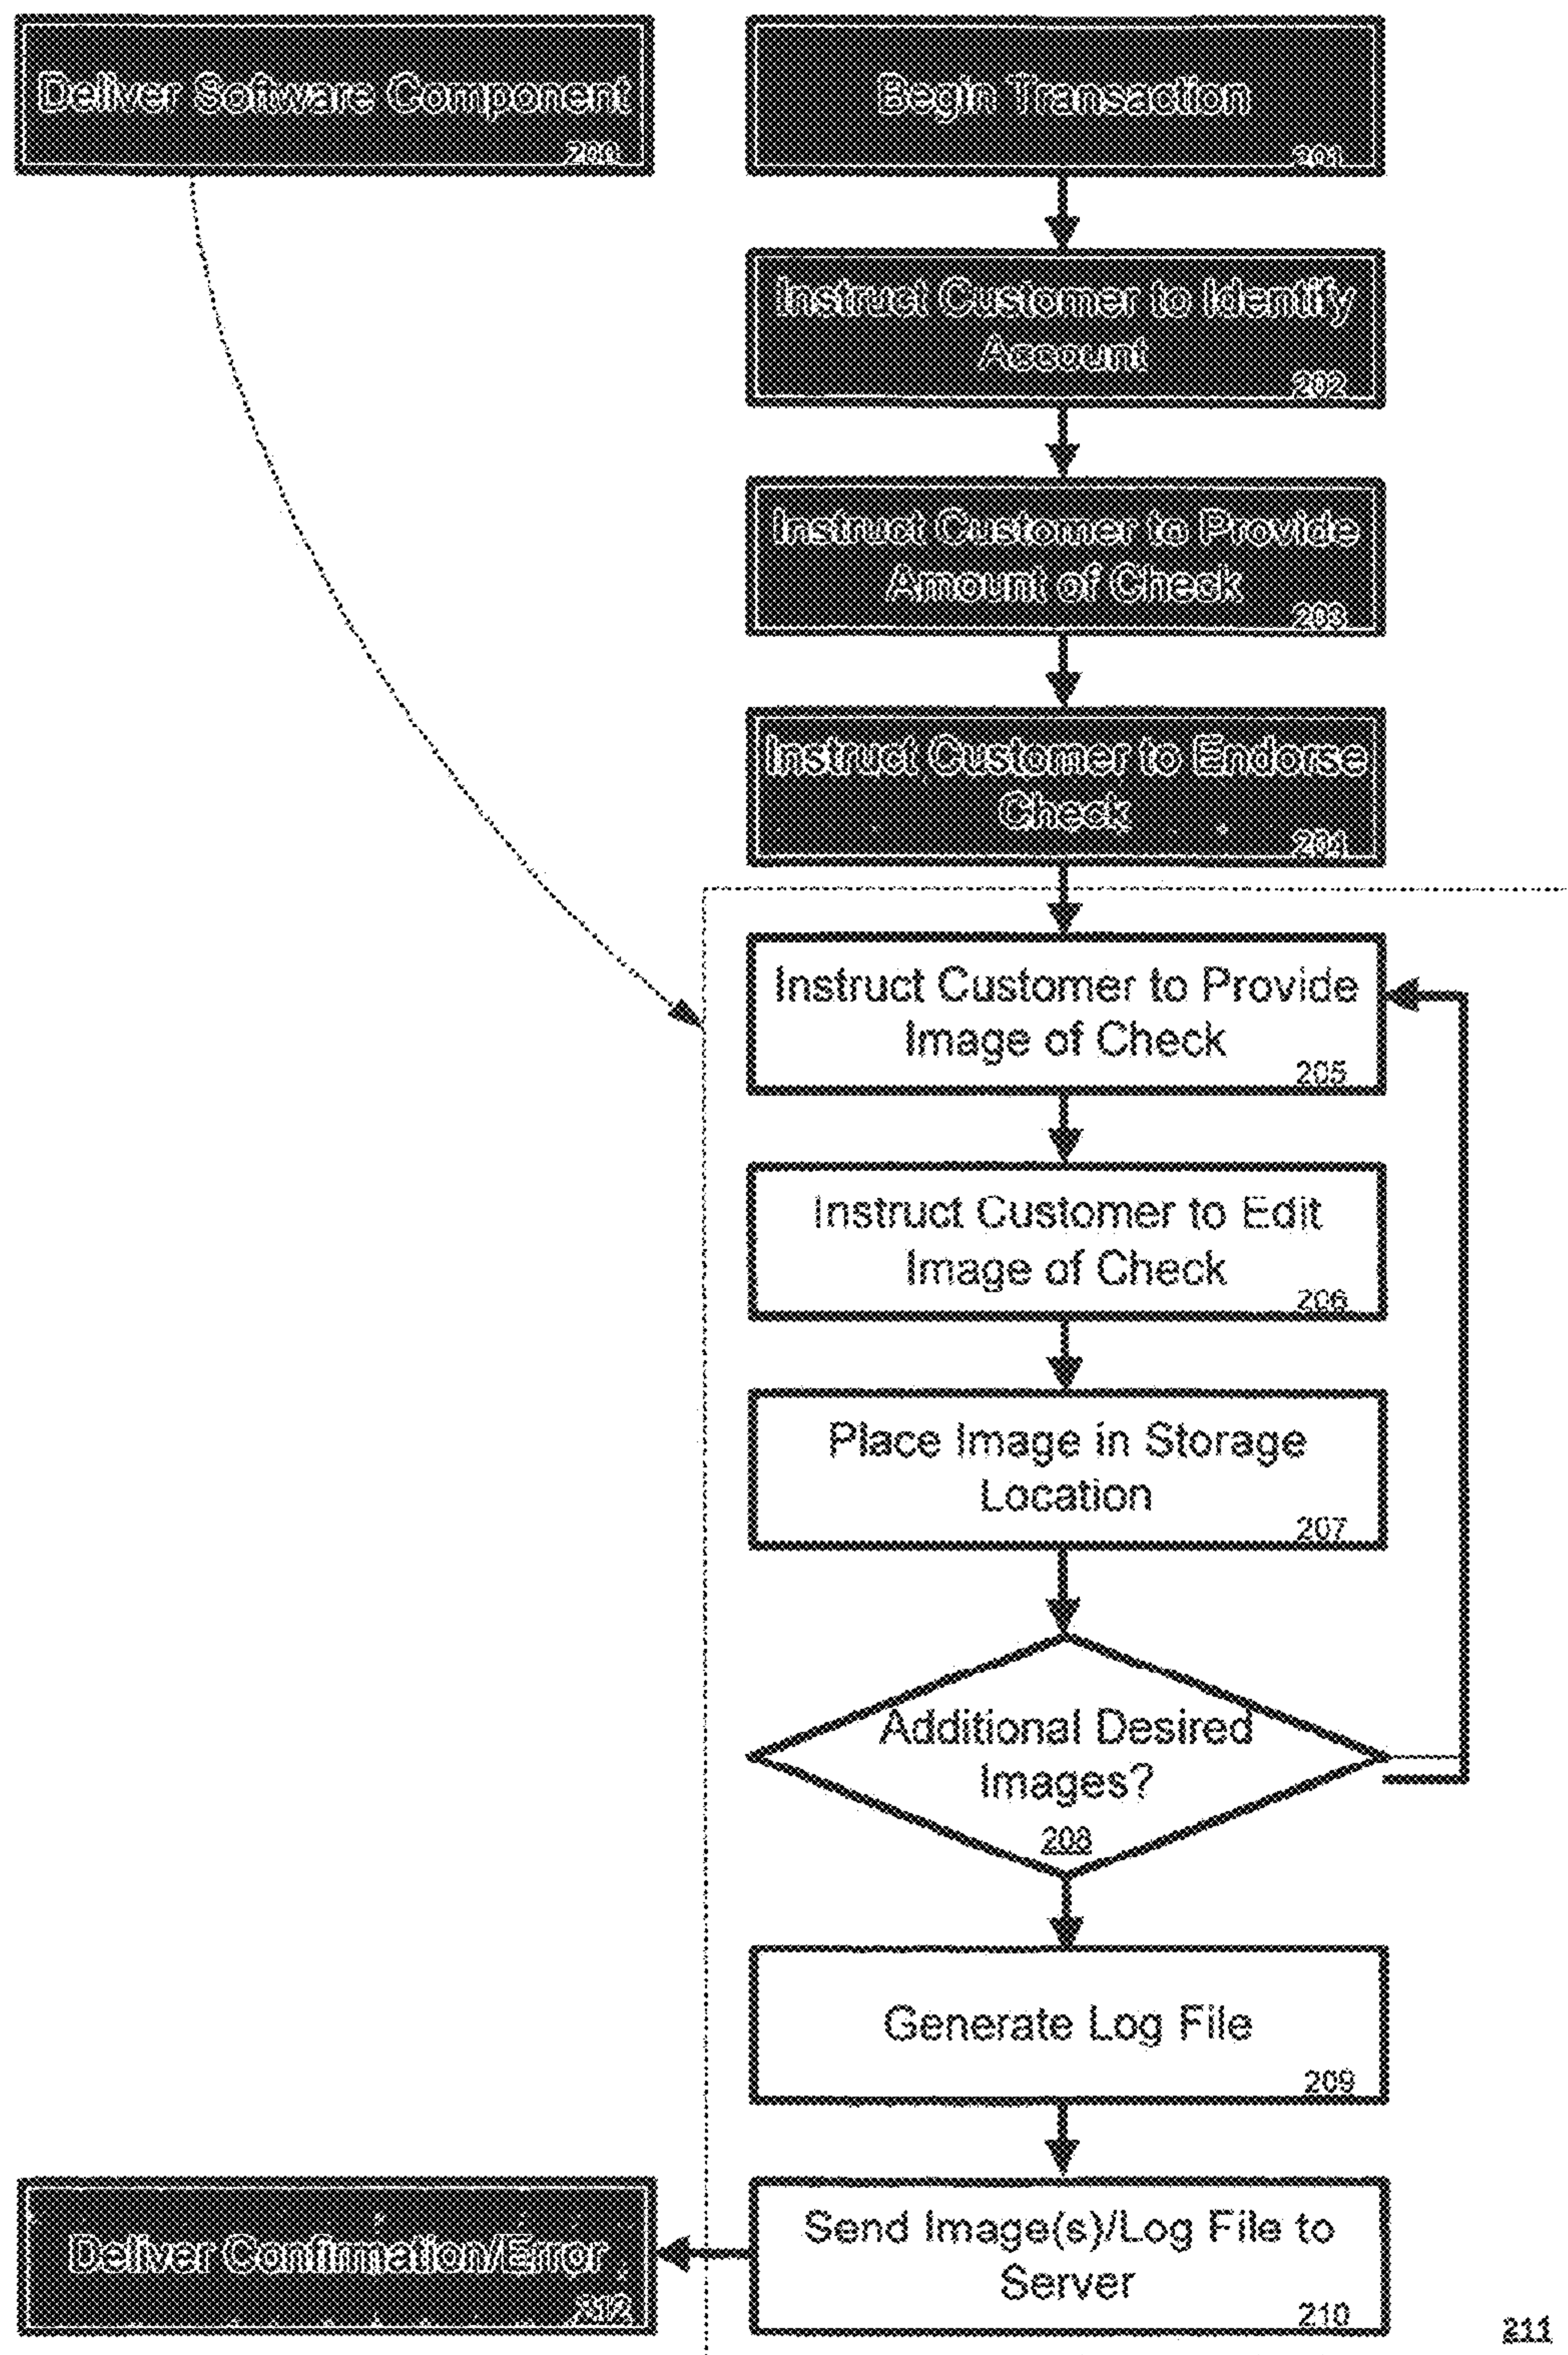 Deliver Software Component
200
Begin Transaction
201
Instruct Customer to Identify
Account
202
Instruct Customer to Provide
Amount of Check
203
Instruct Customer to Endorse
Check
204
Instruct Customer to Provide
Image of Check
205
Instruct Customer to Edit
Image of Check
206
Place Image in Storage
Location
207
Additional Desired
Images?
208
Generate Log File
209
Send Image(s)/Log File to
Server
210
Deliver Confirmation/Error
212
211